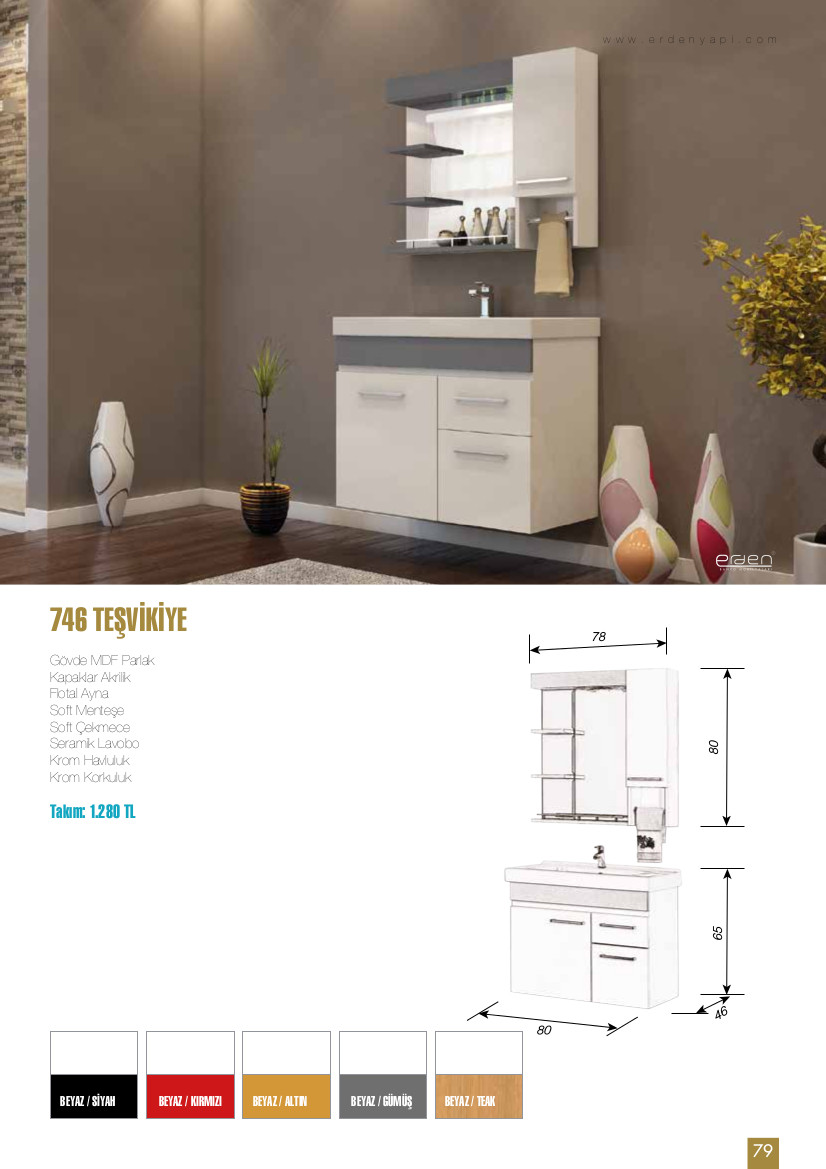 www.erdenyapi.com
erden
746 TEŞVİKİYE
Gövde MDF Parlak
Kapaklar Akrilik
Flotal Ayna
Soft Menteşe
Soft Çekmece
Seramik Lavobo
Krom Havluluk
Krom Korkuluk
Takım: 1.280 TL
78
80
65
46
80
BEYAZ / SİYAH
BEYAZ / KIRMIZI
BEYAZ / ALTIN
BEYAZ / GÜMÜŞ
BEYAZ / TEAK
79